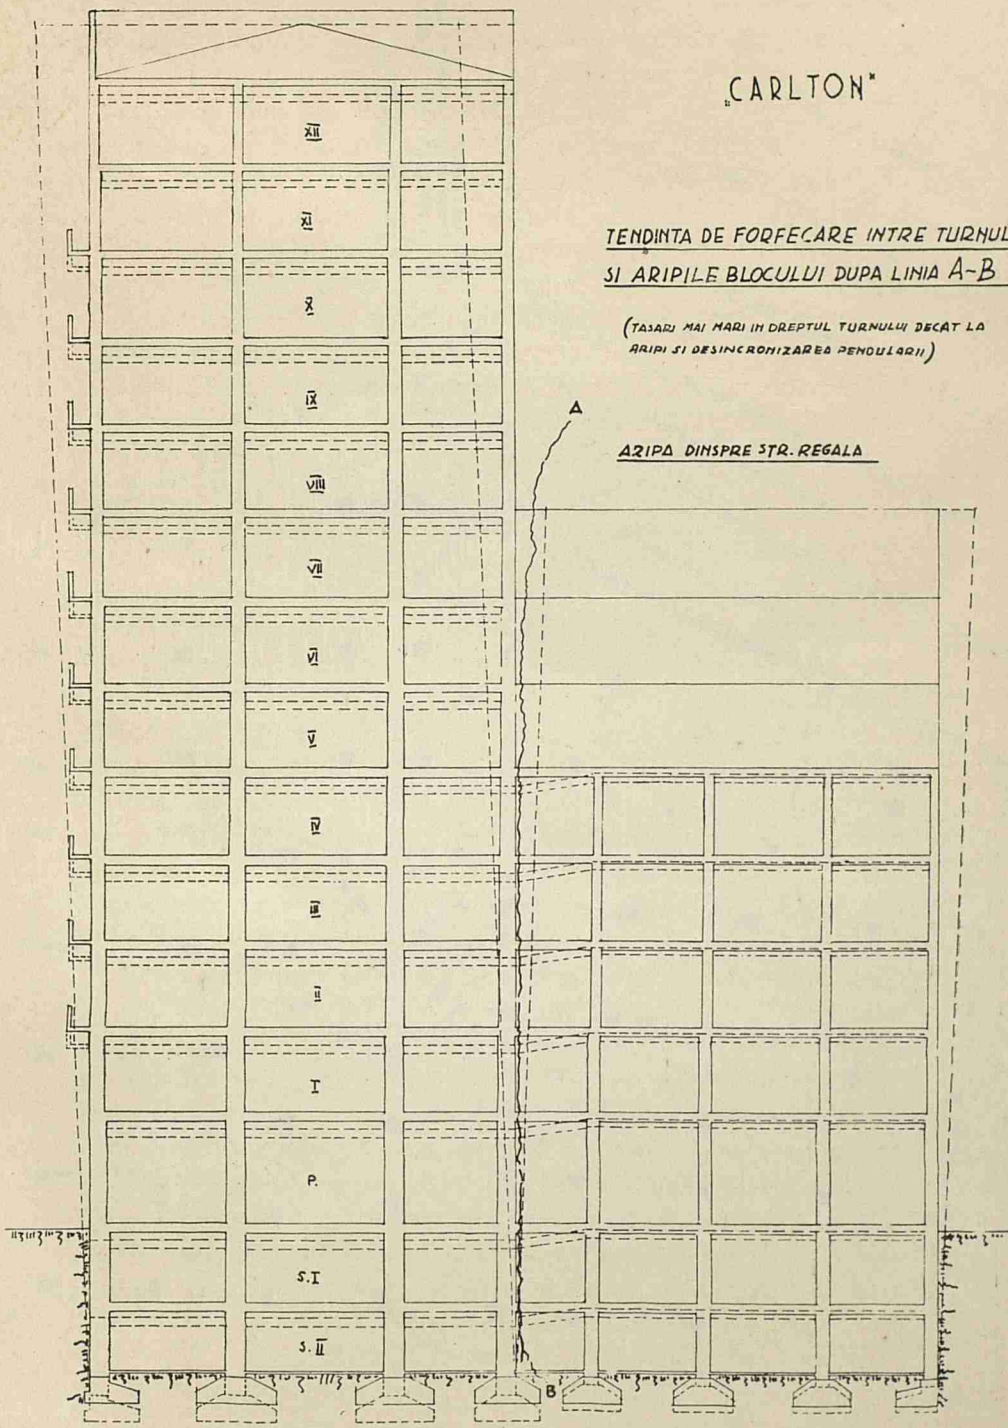 „CARLTON"
TENDINTA DE FORFECARE INTRE TURNUL
SI ARIPILE BLOCULUI DUPA LINIA A-B
(TASARI MAI MARI IN DREPTUL TURNULUI DECAT LA
ARIPI SI DESINCRONIZAREA PENDULARII)
A
ARIPA DINSPRE STR. REGALA
XII
XI
X
IX
VIII
VII
VI
V
IV
III
II
I
P.
S.I
S.II
B